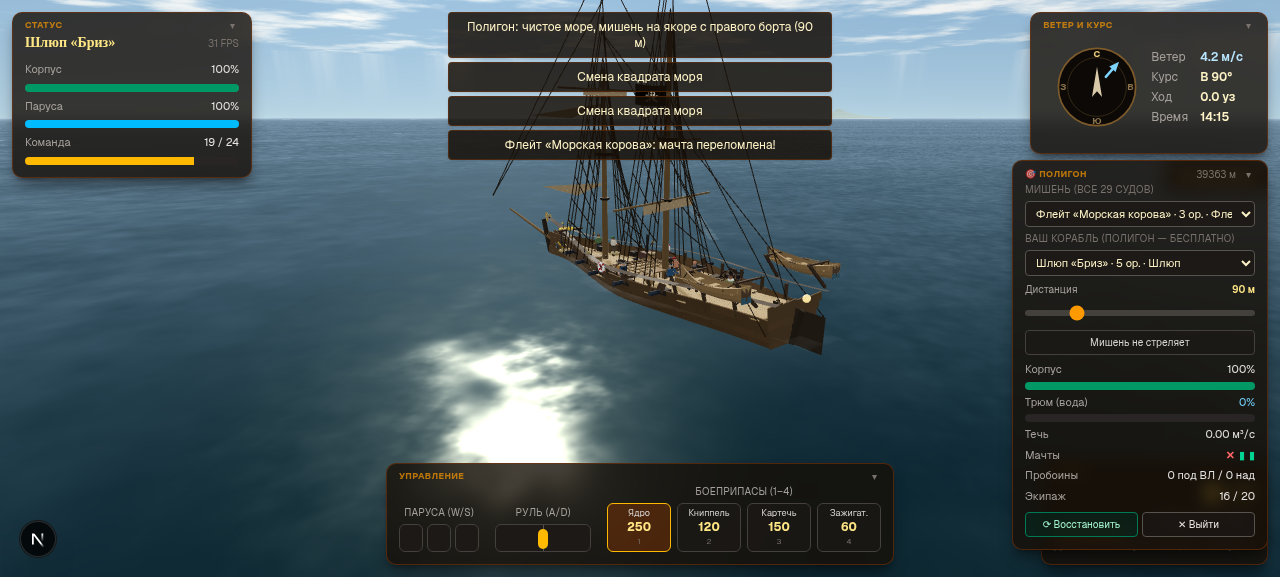 СТАТУС
Шлюп «Бриз»
31 FPS
Корпус
100%
Паруса
100%
Команда
19 / 24
Полигон: чистое море, мишень на якоре с правого борта (90
м)
Смена квадрата моря
Смена квадрата моря
Флейт «Морская корова»: мачта переломлена!
ВЕТЕР И КУРС
С
З
В
Ю
Ветер
4.2 м/с
Курс
В 90°
Ход
0.0 уз
Время
14:15
ПОЛИГОН
39363 м
МИШЕНЬ (ВСЕ 29 СУДОВ)
Флейт «Морская корова» · 3 ор. · Фле
ВАШ КОРАБЛЬ (ПОЛИГОН — БЕСПЛАТНО)
Шлюп «Бриз» · 5 ор. · Шлюп
Дистанция
90 м
Мишень не стреляет
Корпус
100%
Трюм (вода)
0%
Течь
0.00 м³/с
Мачты
Пробоины
0 под ВЛ / 0 над
Экипаж
16 / 20
⟳ Восстановить
✕ Выйти
УПРАВЛЕНИЕ
ПАРУСА (W/S)
РУЛЬ (A/D)
БОЕПРИПАСЫ (1–4)
Ядро
250
1
Книппель
120
2
Картечь
150
3
Зажигат.
60
4
N